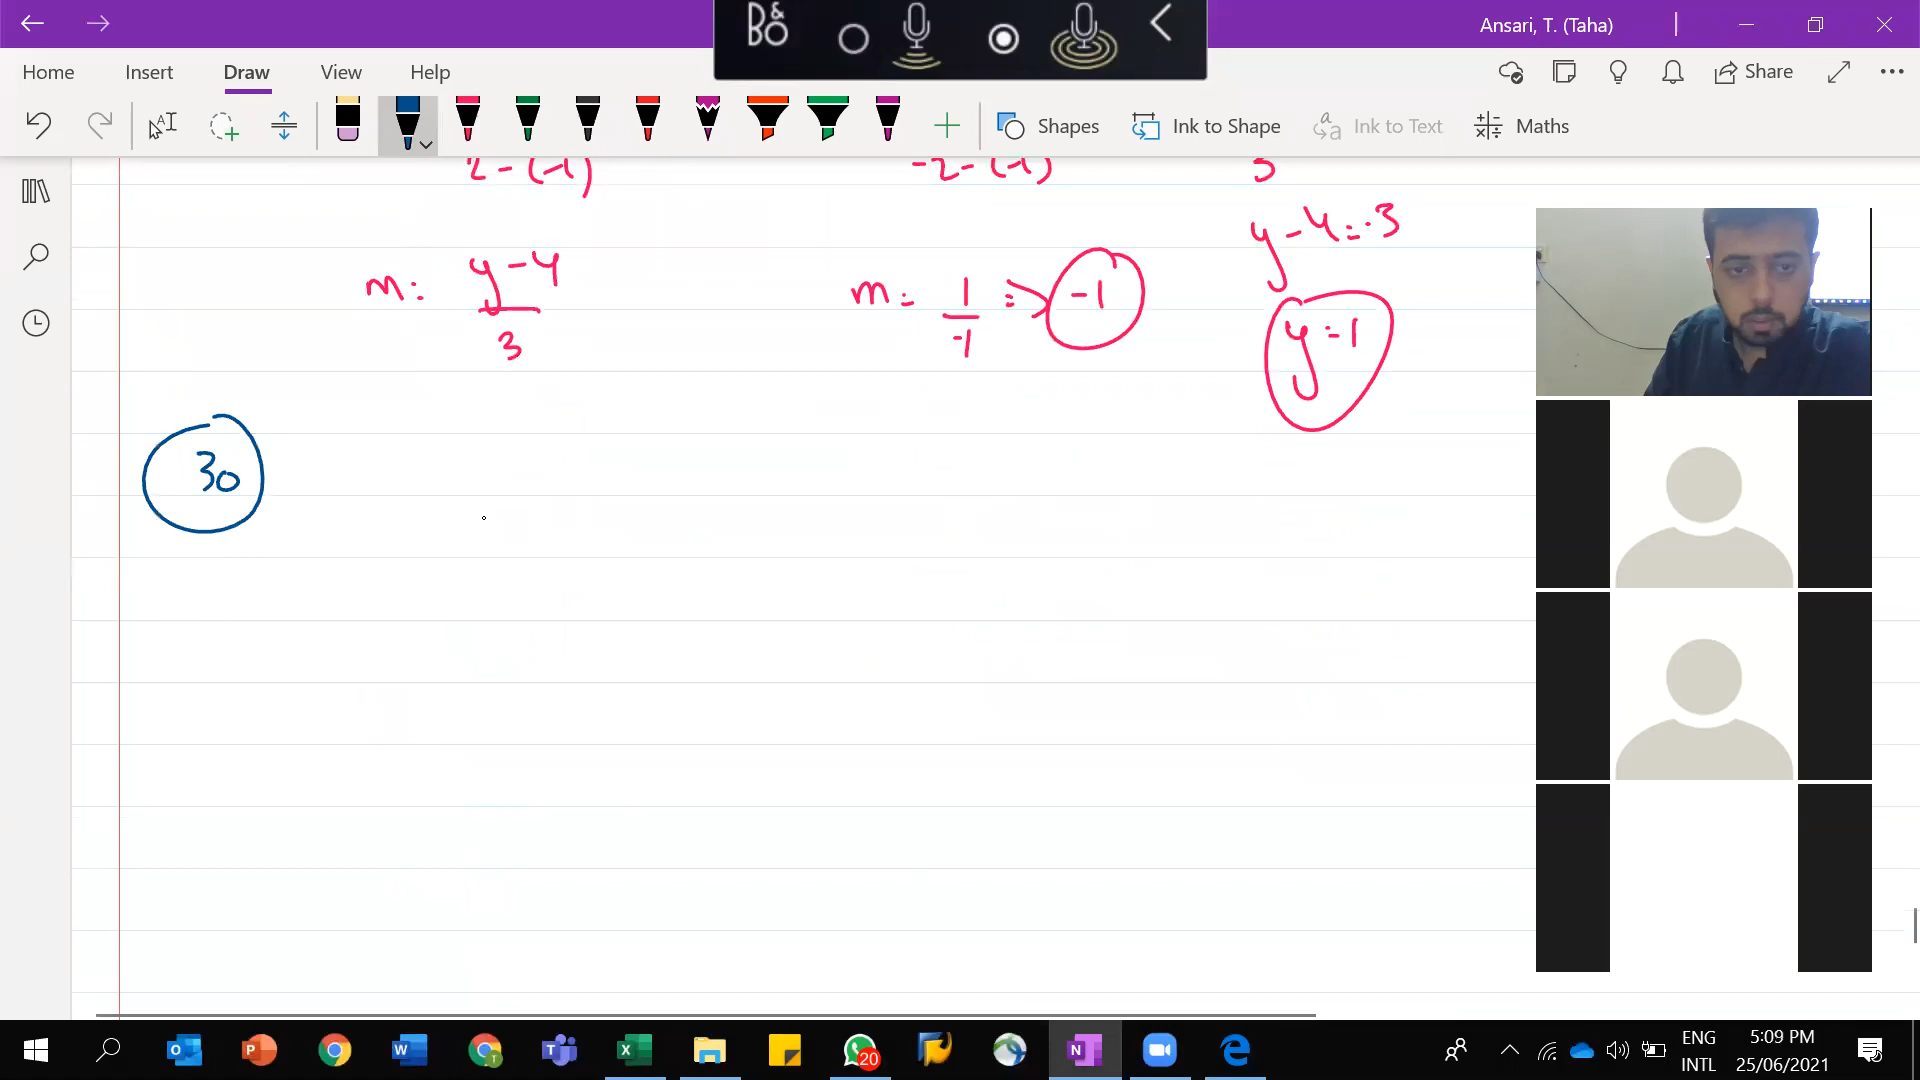 B&O
Ansari, T. (Taha)
Home Insert Draw View Help
Share
Shapes Ink to Shape Ink to Text Maths
2 - (-1) -2 - (-1) 3
y - 4 = -3
m = y - 4
3
m = 1
-1
=> -1
y = 1
30
20
ENG
INTL
5:09 PM
25/06/2021